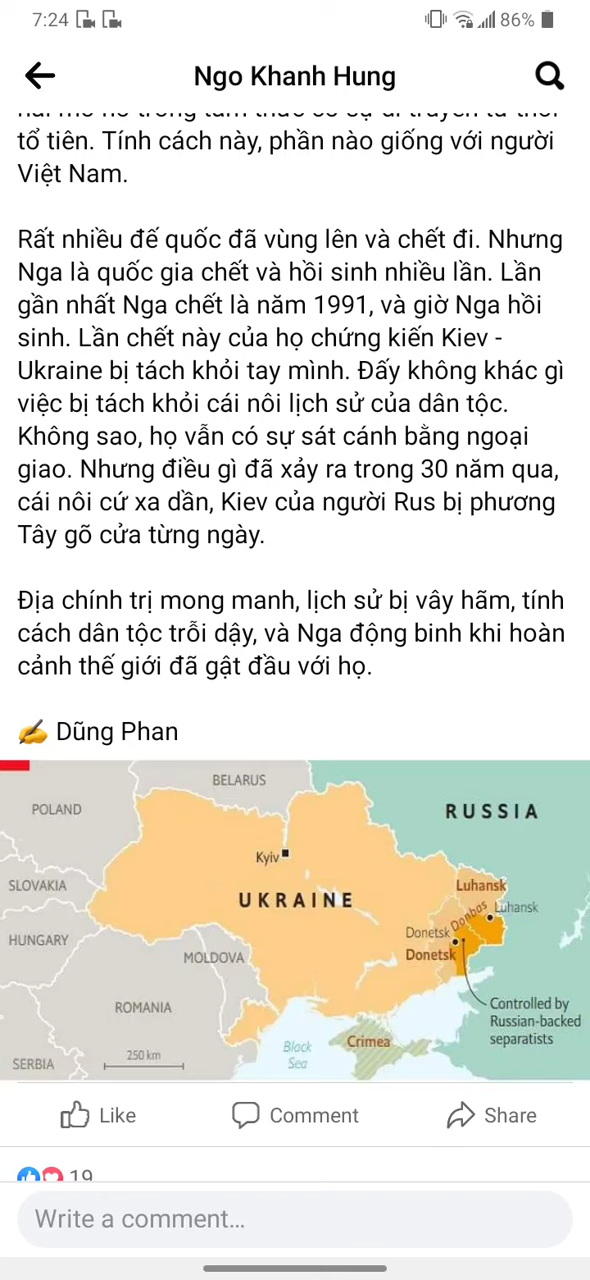 7:24
86%
Ngo Khanh Hung
tổ tiên. Tính cách này, phần nào giống với người
Việt Nam.
Rất nhiều đế quốc đã vùng lên và chết đi. Nhưng
Nga là quốc gia chết và hồi sinh nhiều lần. Lần
gần nhất Nga chết là năm 1991, và giờ Nga hồi
sinh. Lần chết này của họ chứng kiến Kiev -
Ukraine bị tách khỏi tay mình. Đấy không khác gì
việc bị tách khỏi cái nôi lịch sử của dân tộc.
Không sao, họ vẫn có sự sát cánh bằng ngoại
giao. Nhưng điều gì đã xảy ra trong 30 năm qua,
cái nôi cứ xa dần, Kiev của người Rus bị phương
Tây gõ cửa từng ngày.
Địa chính trị mong manh, lịch sử bị vây hãm, tính
cách dân tộc trỗi dậy, và Nga động binh khi hoàn
cảnh thế giới đã gật đầu với họ.
✍ Dũng Phan
BELARUS
POLAND
RUSSIA
Kyiv
SLOVAKIA
Luhansk
UKRAINE
Donbas
Luhansk
Donetsk
HUNGARY
Donetsk
MOLDOVA
ROMANIA
Controlled by
Russian-backed
separatists
Crimea
Black
Sea
250 km
SERBIA
Like
Comment
Share
19
Write a comment...